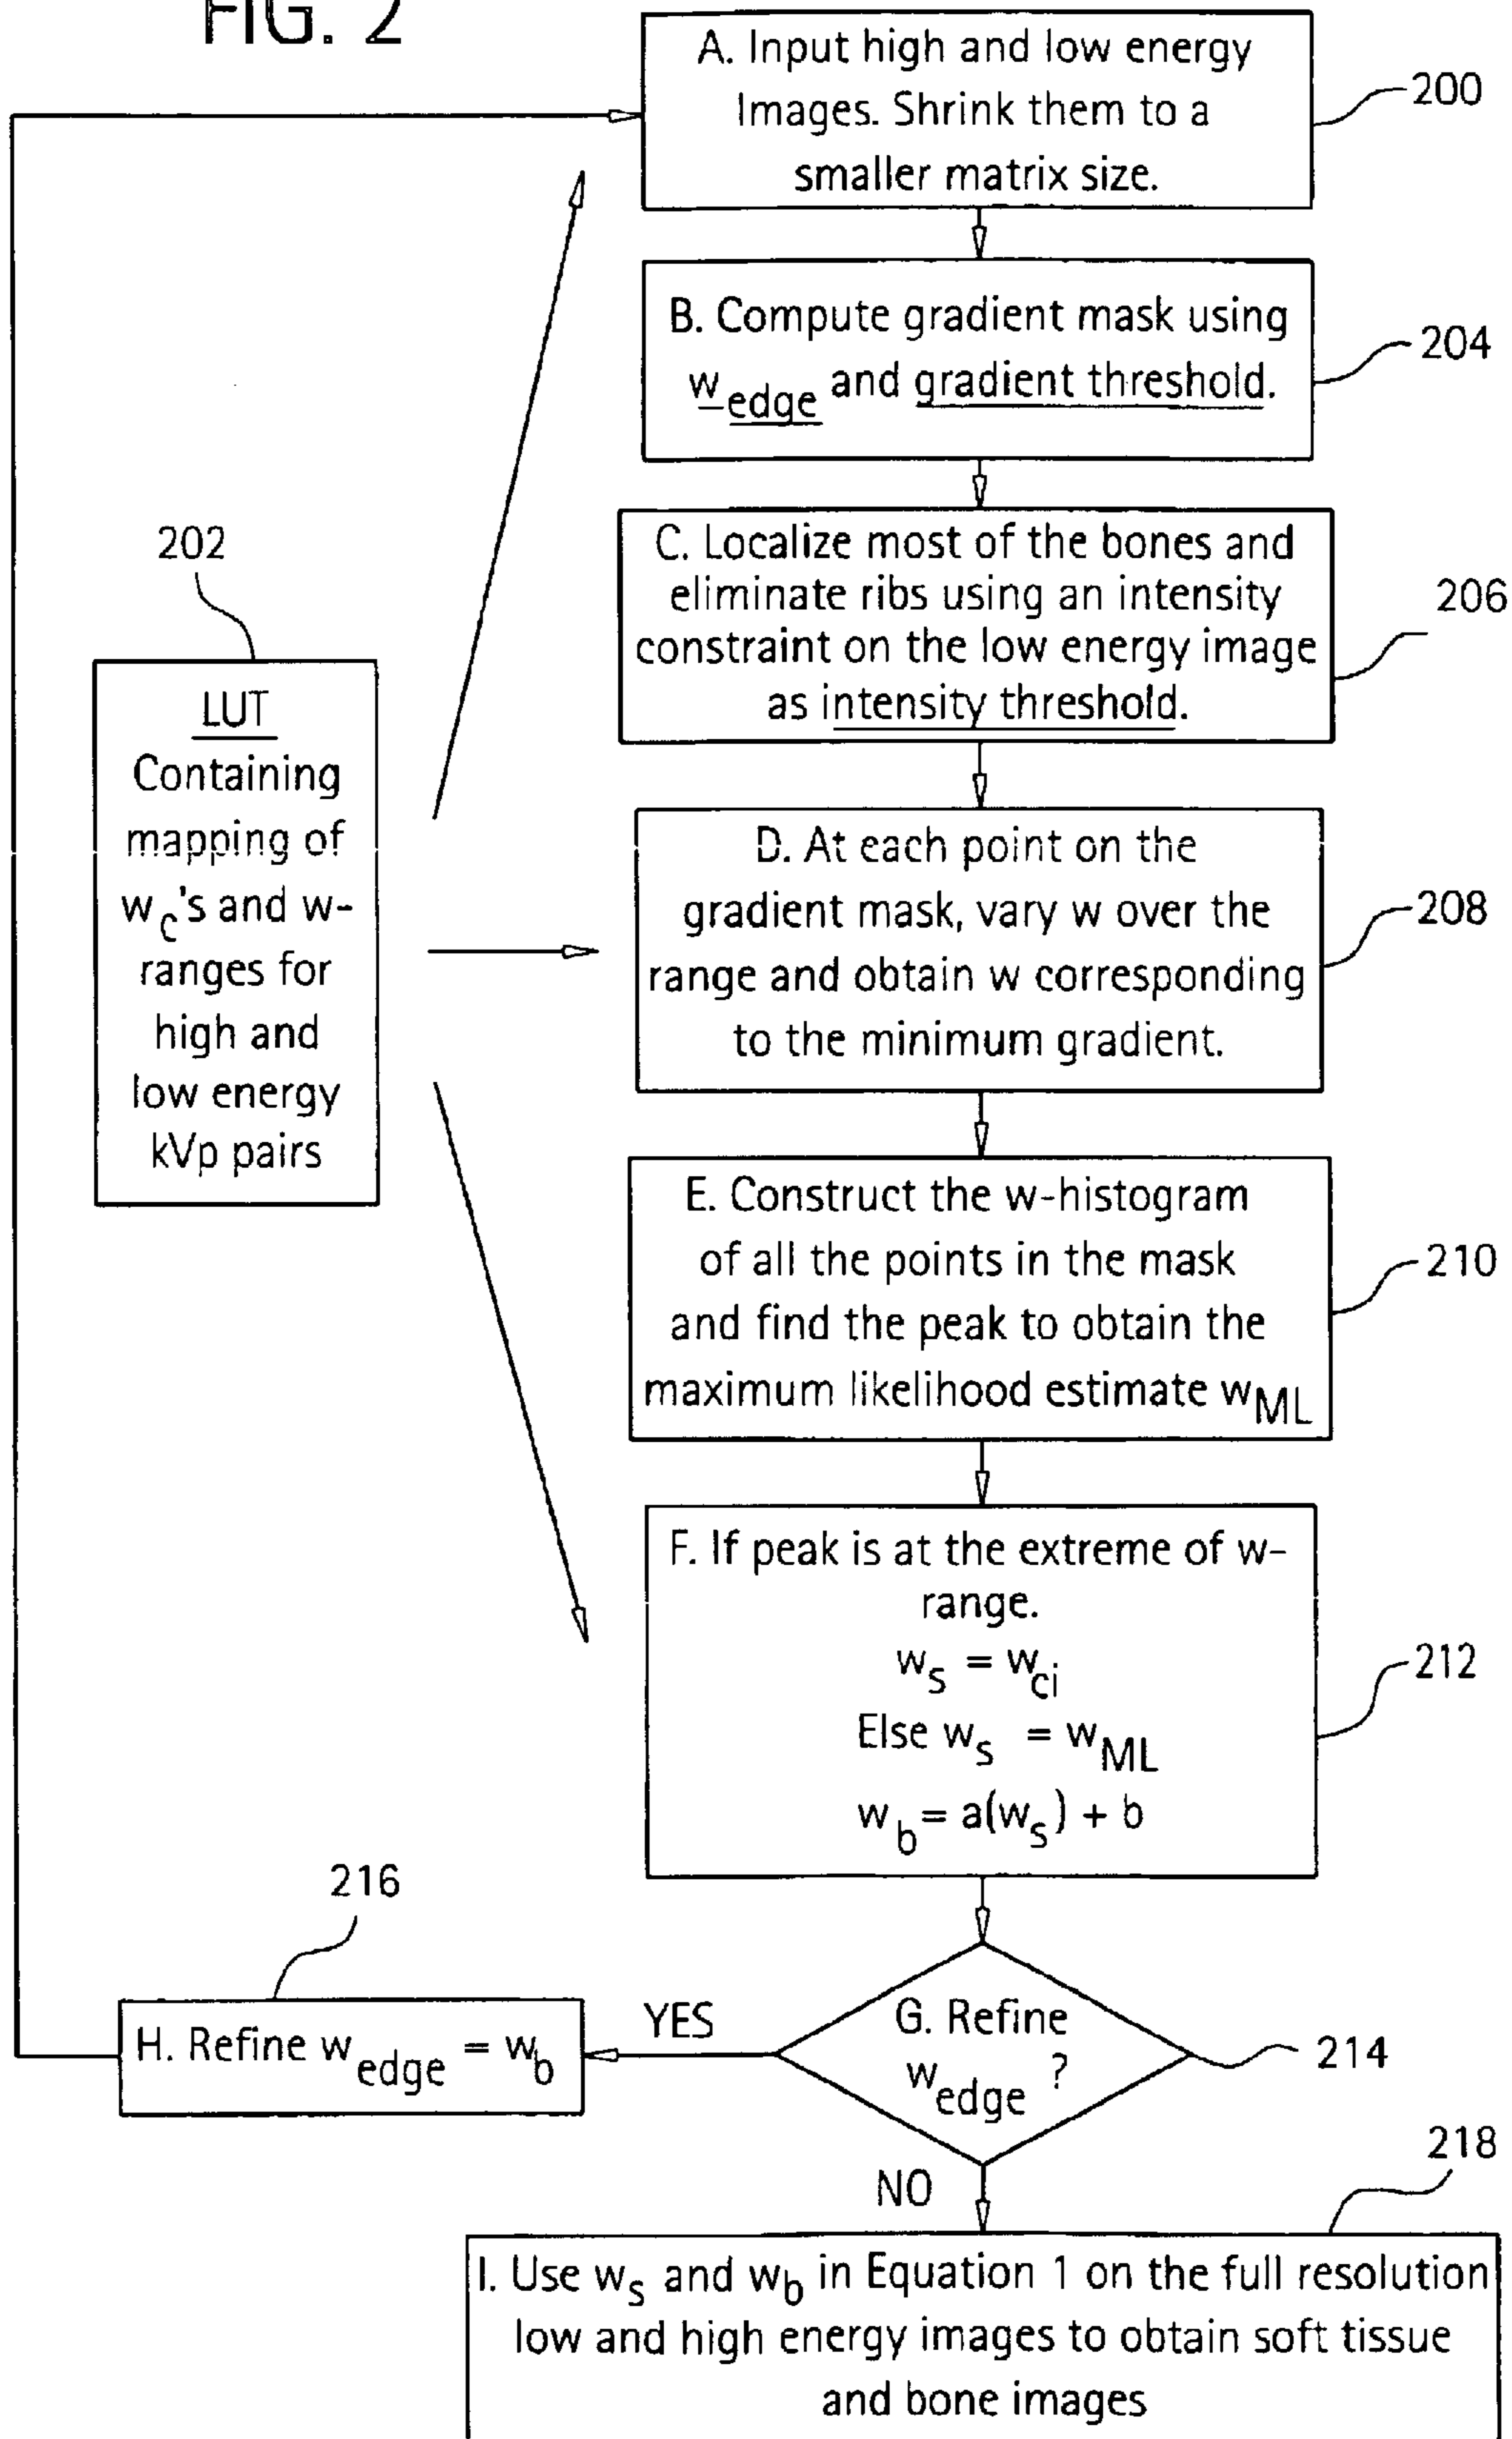 FIG. 2
A. Input high and low energy
Images. Shrink them to a
smaller matrix size.
200
B. Compute gradient mask using
w_edge and gradient threshold.
204
C. Localize most of the bones and
eliminate ribs using an intensity
constraint on the low energy image
as intensity threshold.
206
202
LUT
Containing
mapping of
w_c's and w-
ranges for
high and
low energy
kVp pairs
D. At each point on the
gradient mask, vary w over the
range and obtain w corresponding
to the minimum gradient.
208
E. Construct the w-histogram
of all the points in the mask
and find the peak to obtain the
maximum likelihood estimate w_ML
210
F. If peak is at the extreme of w-
range.
w_s = w_ci
Else w_s = w_ML
w_b = a(w_s) + b
212
216
H. Refine w_edge = w_b
YES
G. Refine
w_edge ?
214
NO
218
I. Use w_s and w_b in Equation 1 on the full resolution
low and high energy images to obtain soft tissue
and bone images